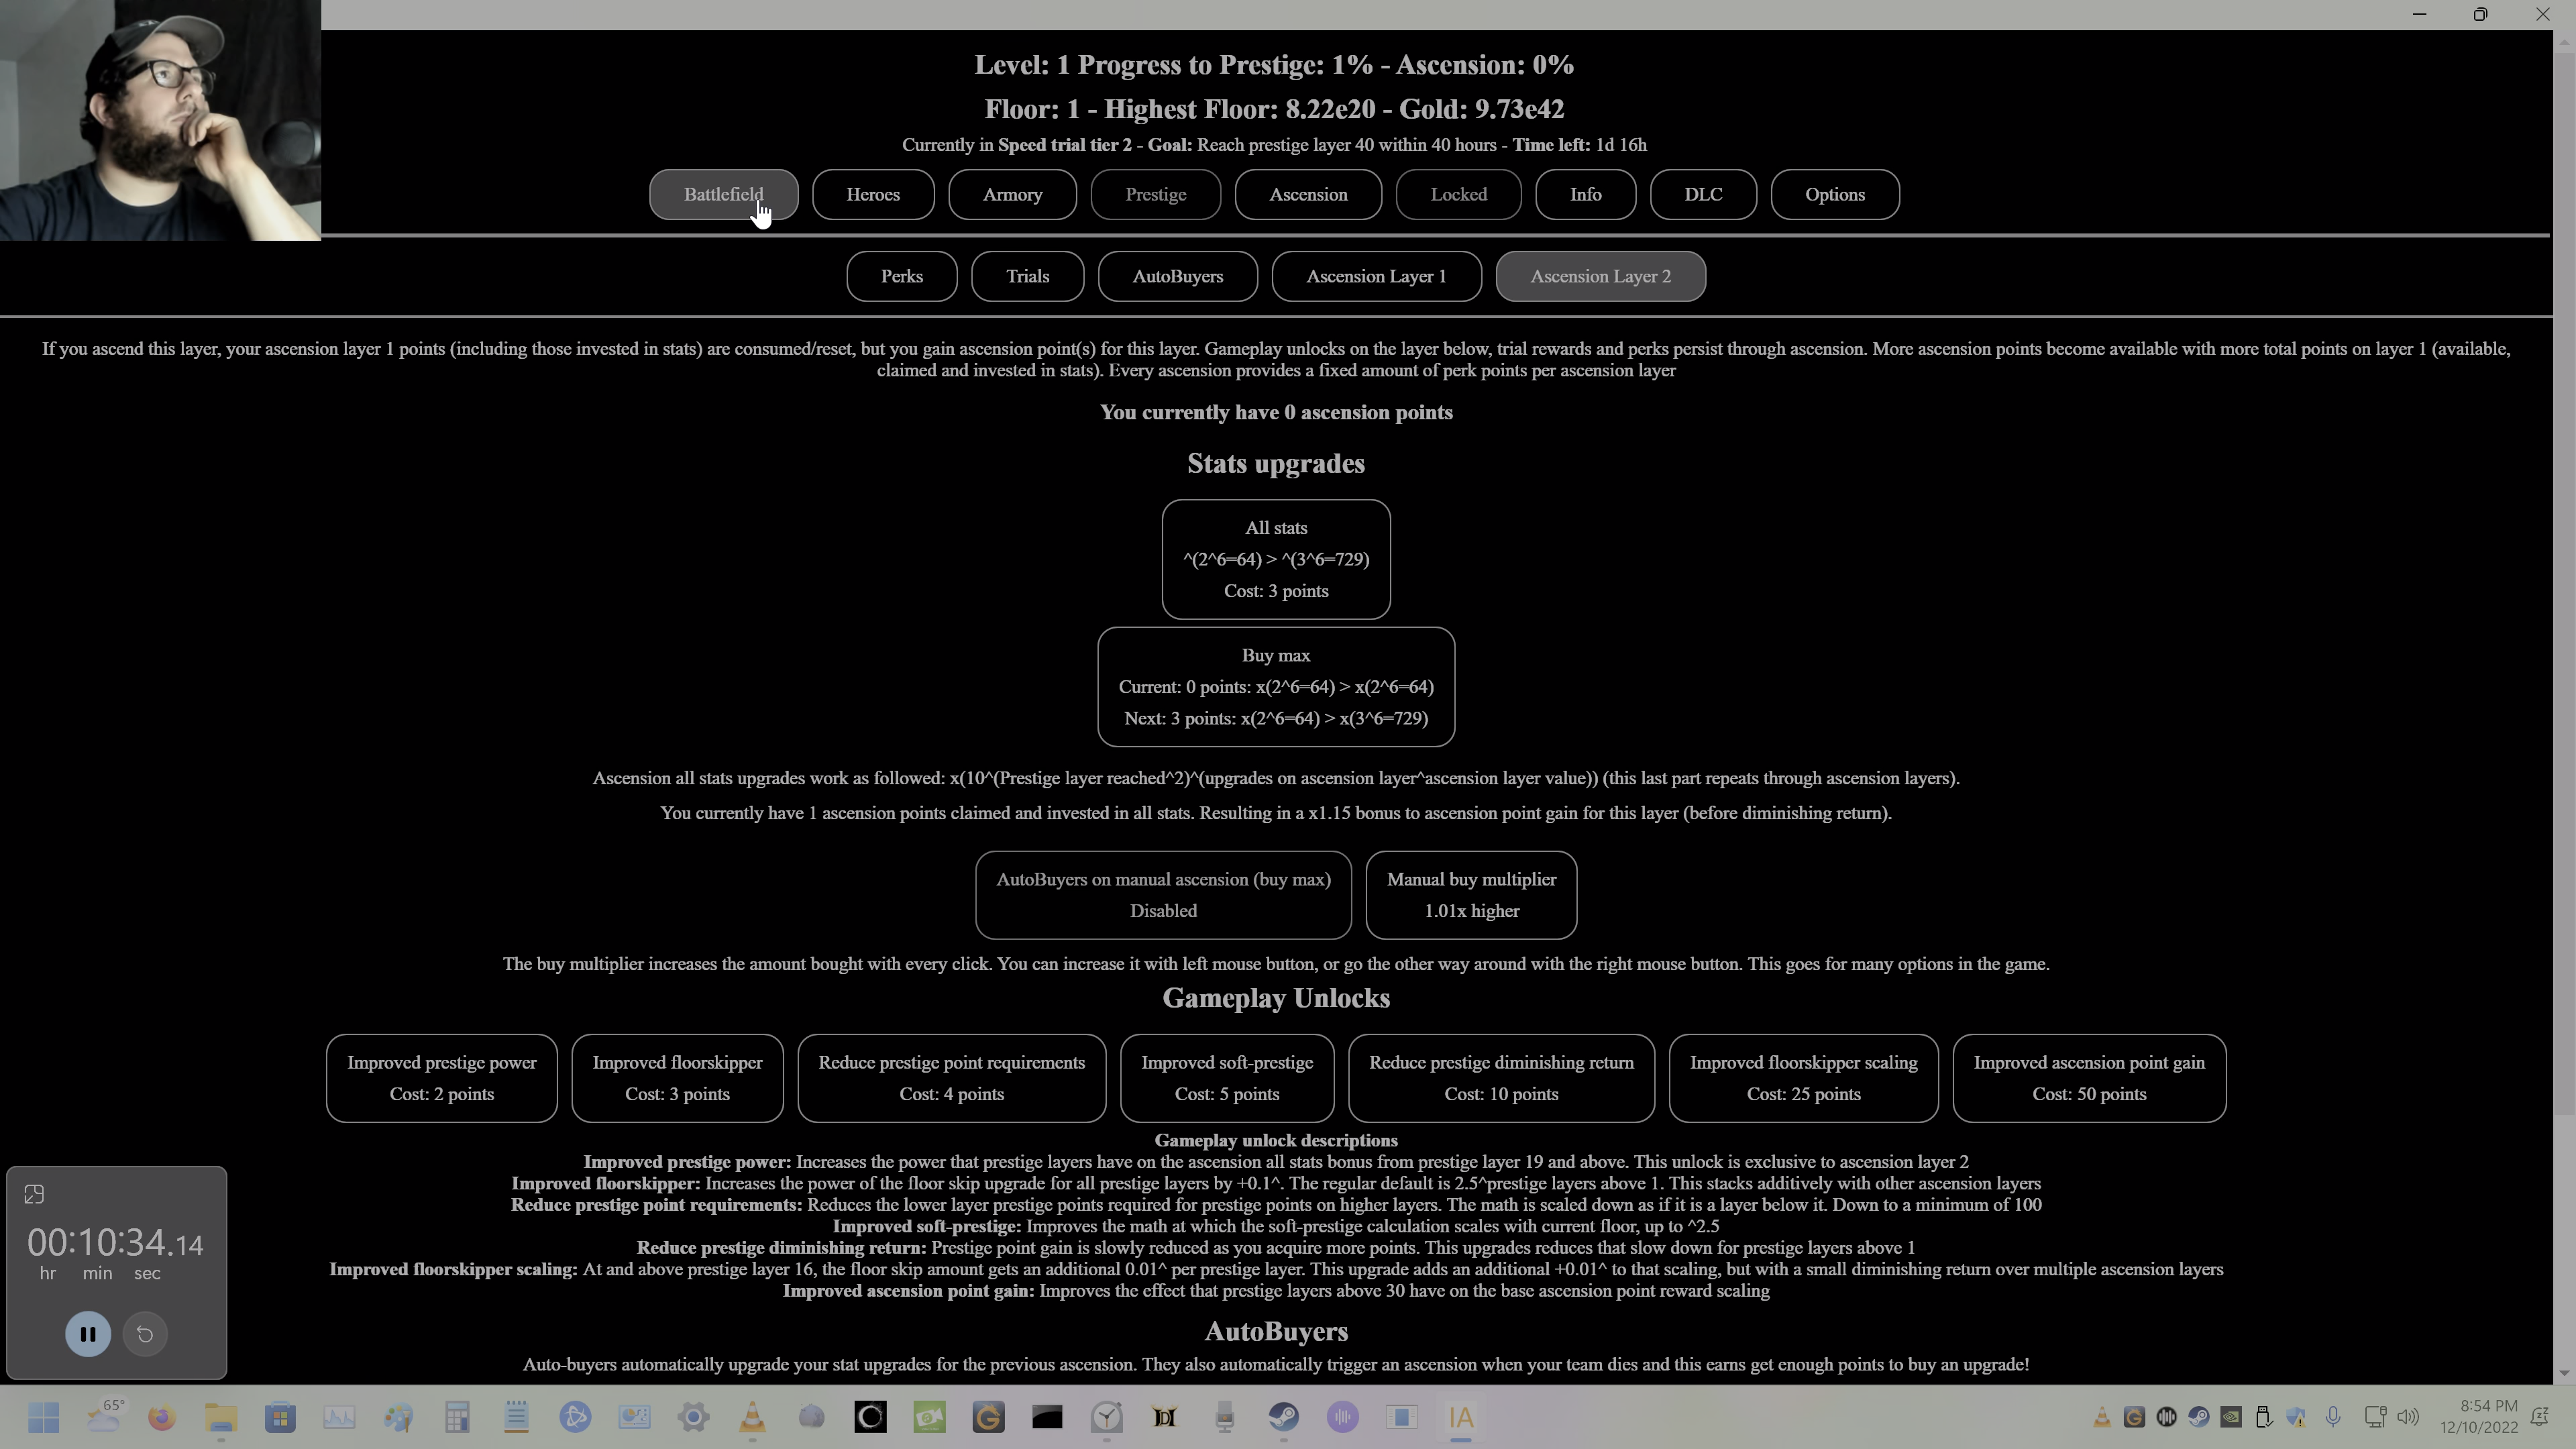 Level: 1 Progress to Prestige: 1% - Ascension: 0%
Floor: 1 - Highest Floor: 8.22e20 - Gold: 9.73e42
Currently in Speed trial tier 2 - Goal: Reach prestige layer 40 within 40 hours - Time left: 1d 16h
Battlefield Heroes Armory Prestige Ascension Locked Info DLC Options
Perks Trials AutoBuyers Ascension Layer 1 Ascension Layer 2
If you ascend this layer, your ascension layer 1 points (including those invested in stats) are consumed/reset, but you gain ascension point(s) for this layer. Gameplay unlocks on the layer below, trial rewards and perks persist through ascension. More ascension points become available with more total points on layer 1 (available,
claimed and invested in stats). Every ascension provides a fixed amount of perk points per ascension layer
You currently have 0 ascension points
Stats upgrades
All stats
^(2^6=64) > ^(3^6=729)
Cost: 3 points
Buy max
Current: 0 points: x(2^6=64) > x(2^6=64)
Next: 3 points: x(2^6=64) > x(3^6=729)
Ascension all stats upgrades work as followed: x(10^(Prestige layer reached^2)^(upgrades on ascension layer^ascension layer value)) (this last part repeats through ascension layers).
You currently have 1 ascension points claimed and invested in all stats. Resulting in a x1.15 bonus to ascension point gain for this layer (before diminishing return).
AutoBuyers on manual ascension (buy max) Manual buy multiplier
Disabled 1.01x higher
The buy multiplier increases the amount bought with every click. You can increase it with left mouse button, or go the other way around with the right mouse button. This goes for many options in the game.
Gameplay Unlocks
Improved prestige power Improved floorskipper Reduce prestige point requirements Improved soft-prestige Reduce prestige diminishing return Improved floorskipper scaling Improved ascension point gain
Cost: 2 points Cost: 3 points Cost: 4 points Cost: 5 points Cost: 10 points Cost: 25 points Cost: 50 points
Gameplay unlock descriptions
Improved prestige power: Increases the power that prestige layers have on the ascension all stats bonus from prestige layer 19 and above. This unlock is exclusive to ascension layer 2
Improved floorskipper: Increases the power of the floor skip upgrade for all prestige layers by +0.1^. The regular default is 2.5^prestige layers above 1. This stacks additively with other ascension layers
Reduce prestige point requirements: Reduces the lower layer prestige points required for prestige points on higher layers. The math is scaled down as if it is a layer below it. Down to a minimum of 100
Improved soft-prestige: Improves the math at which the soft-prestige calculation scales with current floor, up to ^2.5
Reduce prestige diminishing return: Prestige point gain is slowly reduced as you acquire more points. This upgrades reduces that slow down for prestige layers above 1
Improved floorskipper scaling: At and above prestige layer 16, the floor skip amount gets an additional 0.01^ per prestige layer. This upgrade adds an additional +0.01^ to that scaling, but with a small diminishing return over multiple ascension layers
Improved ascension point gain: Improves the effect that prestige layers above 30 have on the base ascension point reward scaling
AutoBuyers
Auto-buyers automatically upgrade your stat upgrades for the previous ascension. They also automatically trigger an ascension when your team dies and this earns get enough points to buy an upgrade!
00:10:34.14
hr min sec
65°
IA
8:54 PM
12/10/2022